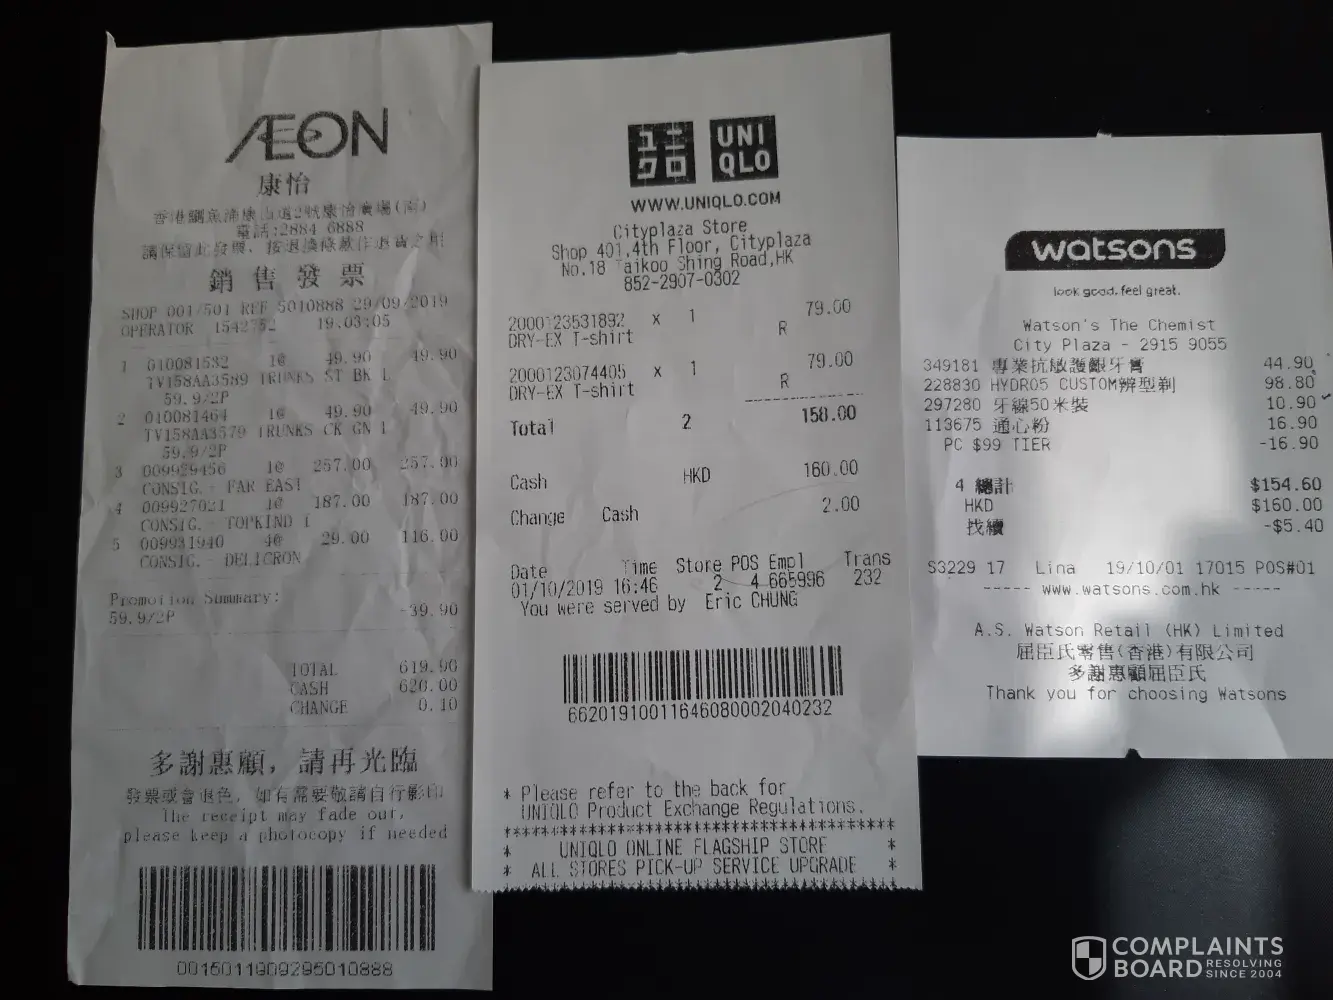 ÆON
康怡
香港鰂魚涌康山道2號康怡廣場(南)
電話:2884 6888
請保留此發票、按退換條款作退貨之用
銷售發票
SHOP 001/501 REF 5010888 29/09/2019
OPERATOR 1542752 19:03:05
1 010081532 1@ 49.90 49.90
TV158AA3589 TRUNKS ST BK L
59.9/2P
2 010081464 1@ 49.90 49.90
TV158AA3579 TRUNKS CK GN L
59.9/2P
3 009929456 1@ 257.00 257.00
CONSIG.- FAR EAST
4 009927021 1@ 187.00 187.00
CONSIG.- TOPKIND I
5 009931940 4@ 29.00 116.00
CONSIG.- DELICRON
Promotion Summary:
59.9/2P -39.90
TOTAL 619.90
CASH 620.00
CHANGE 0.10
多謝惠顧，請再光臨
發票或會退色，如有需要敬請自行影印
The receipt may fade out,
please keep a photocopy if needed
0015011909295010888
ユニクロ
UNIQLO
WWW.UNIQLO.COM
Cityplaza Store
Shop 401,4th Floor, Cityplaza
No.18 Taikoo Shing Road,HK
852-2907-0302
2000123531892 x 1 79.00
DRY-EX T-shirt R
2000123074405 x 1 79.00
DRY-EX T-shirt R
Total 2 158.00
Cash HKD 160.00
Change Cash 2.00
Date Time Store POS Empl Trans
01/10/2019 16:46 2 4 665996 232
You were served by Eric CHUNG
66201910011646080002040232
* Please refer to the back for
UNIQLO Product Exchange Regulations.
************************************
* UNIQLO ONLINE FLAGSHIP STORE *
* ALL STORES PICK-UP SERVICE UPGRADE *
************************************
watsons
look good. feel great.
Watson's The Chemist
City Plaza - 2915 9055
349181 專業抗敏護齦牙膏 44.90
228830 HYDRO5 CUSTOM辨型剃 98.80
297280 牙線50米裝 10.90
113675 通心粉 16.90
PC $99 TIER -16.90
4 總計 $154.60
HKD $160.00
找續 -$5.40
S3229 17 Lina 19/10/01 17015 POS#01
----- www.watsons.com.hk -----
A.S. Watson Retail (HK) Limited
屈臣氏零售(香港)有限公司
多謝惠顧屈臣氏
Thank you for choosing Watsons
COMPLAINTS
BOARD RESOLVING
SINCE 2004